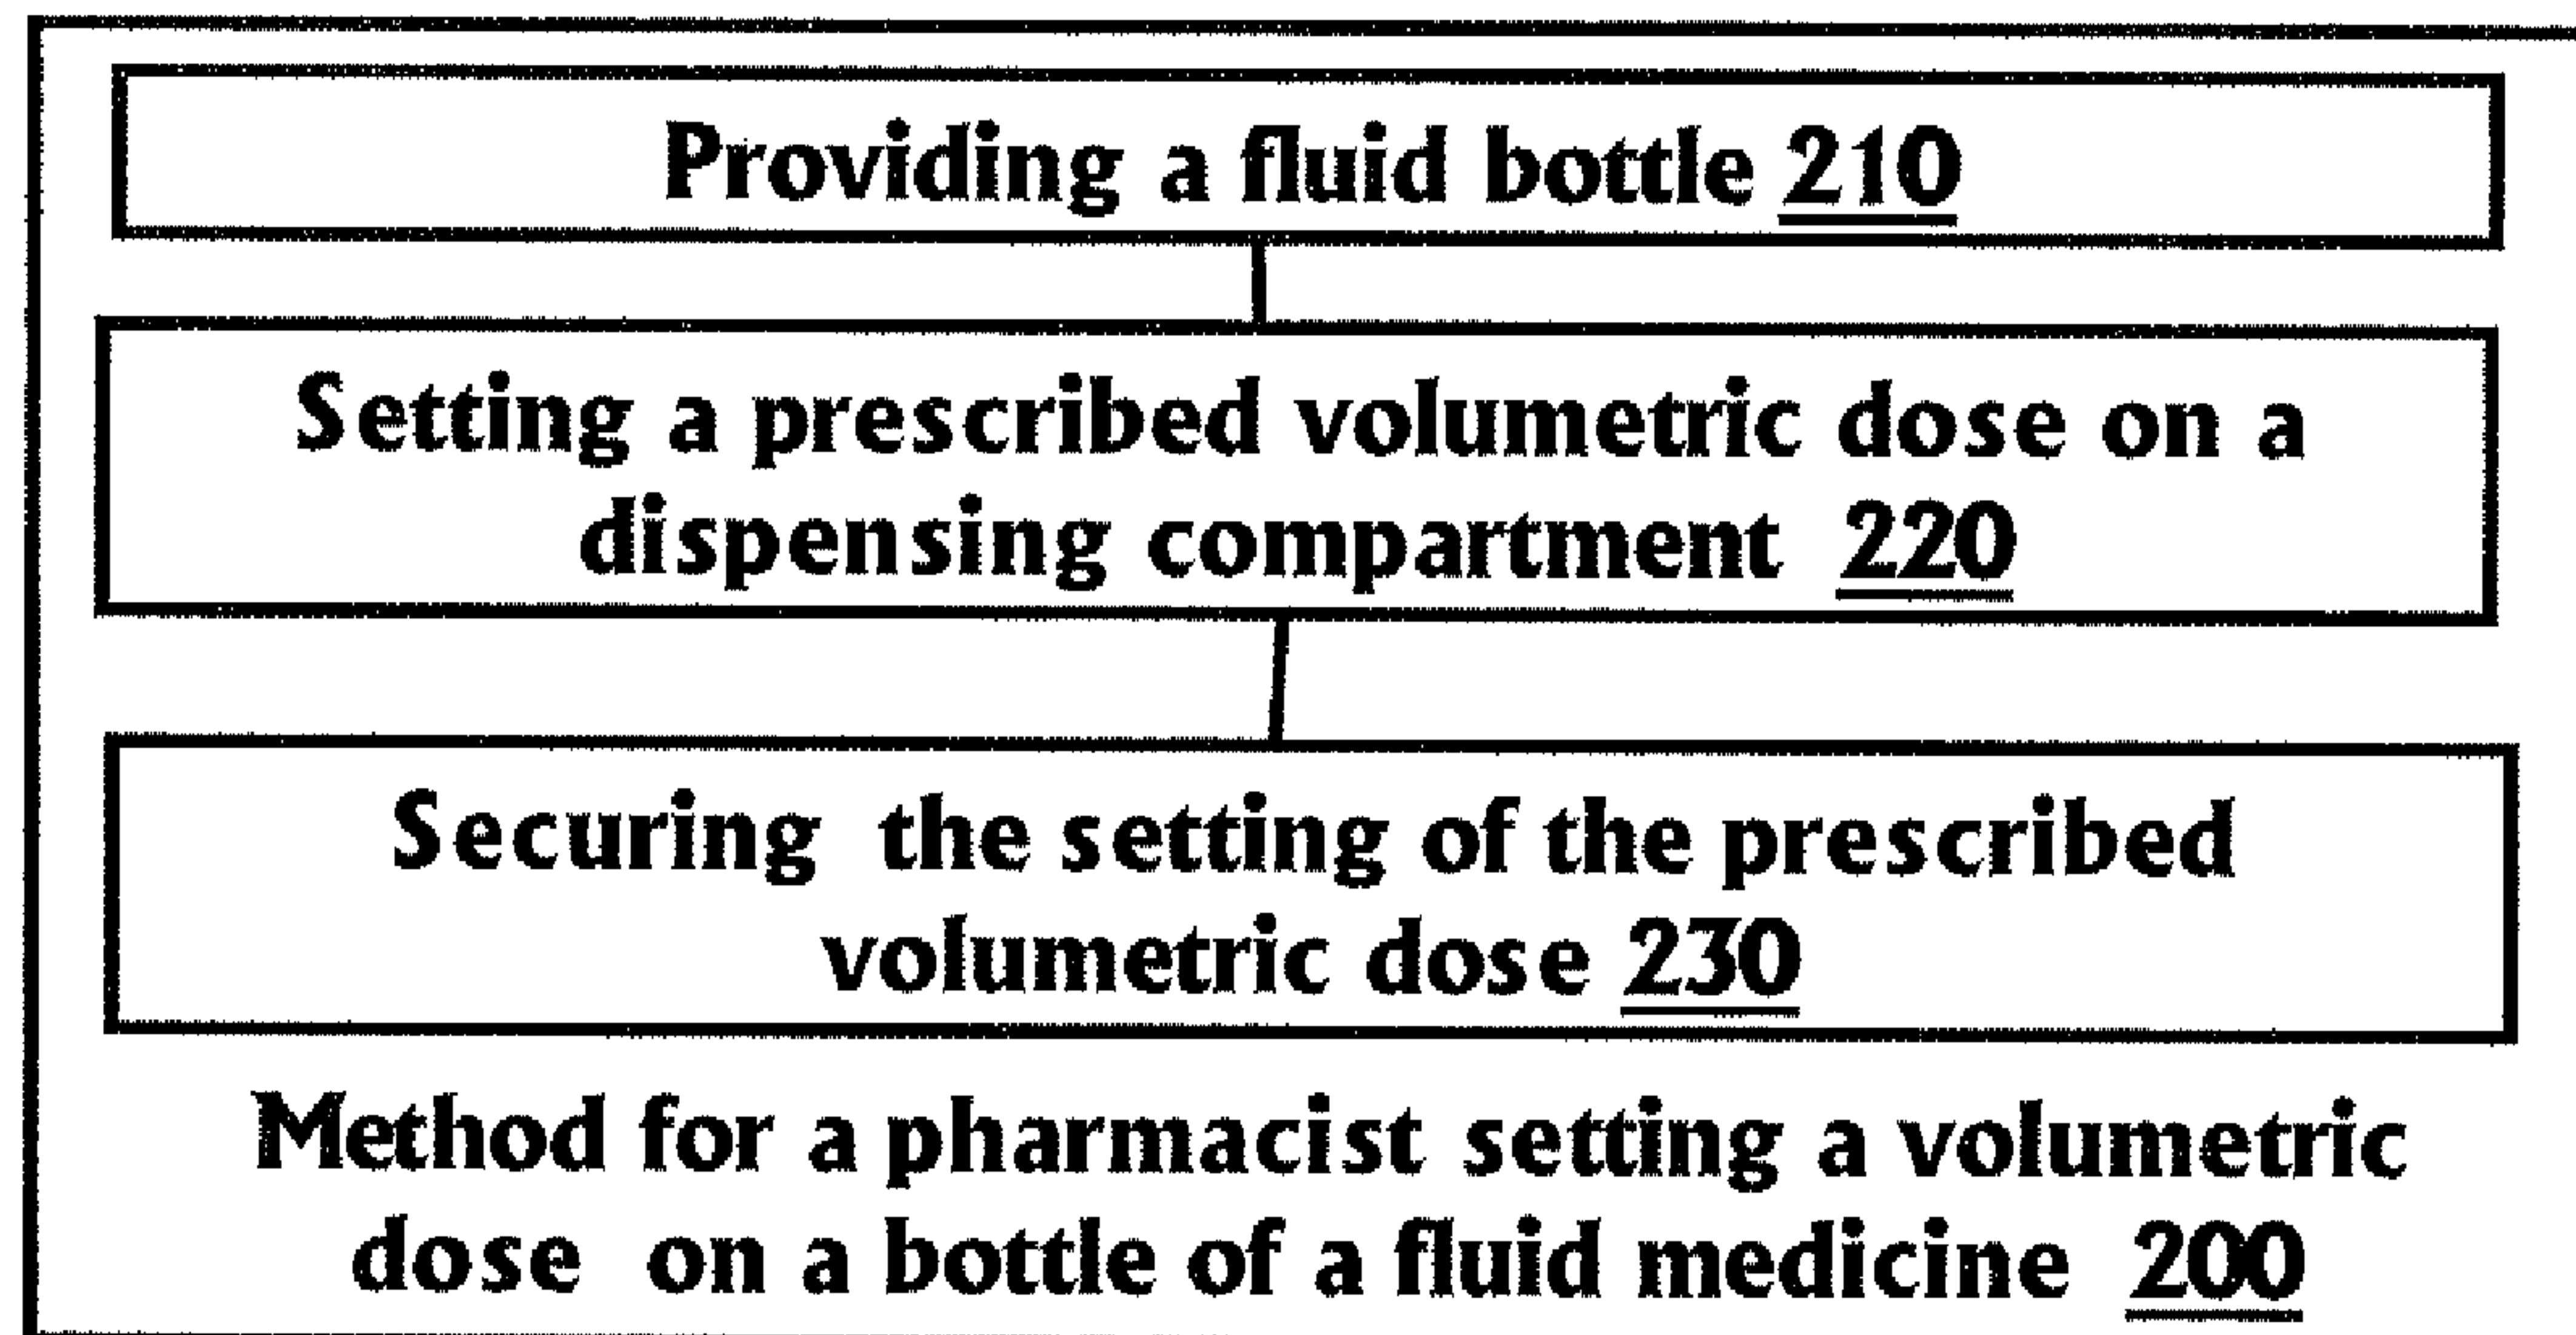 Providing a fluid bottle 210
Setting a prescribed volumetric dose on a
dispensing compartment 220
Securing the setting of the prescribed
volumetric dose 230
Method for a pharmacist setting a volumetric
dose on a bottle of a fluid medicine 200